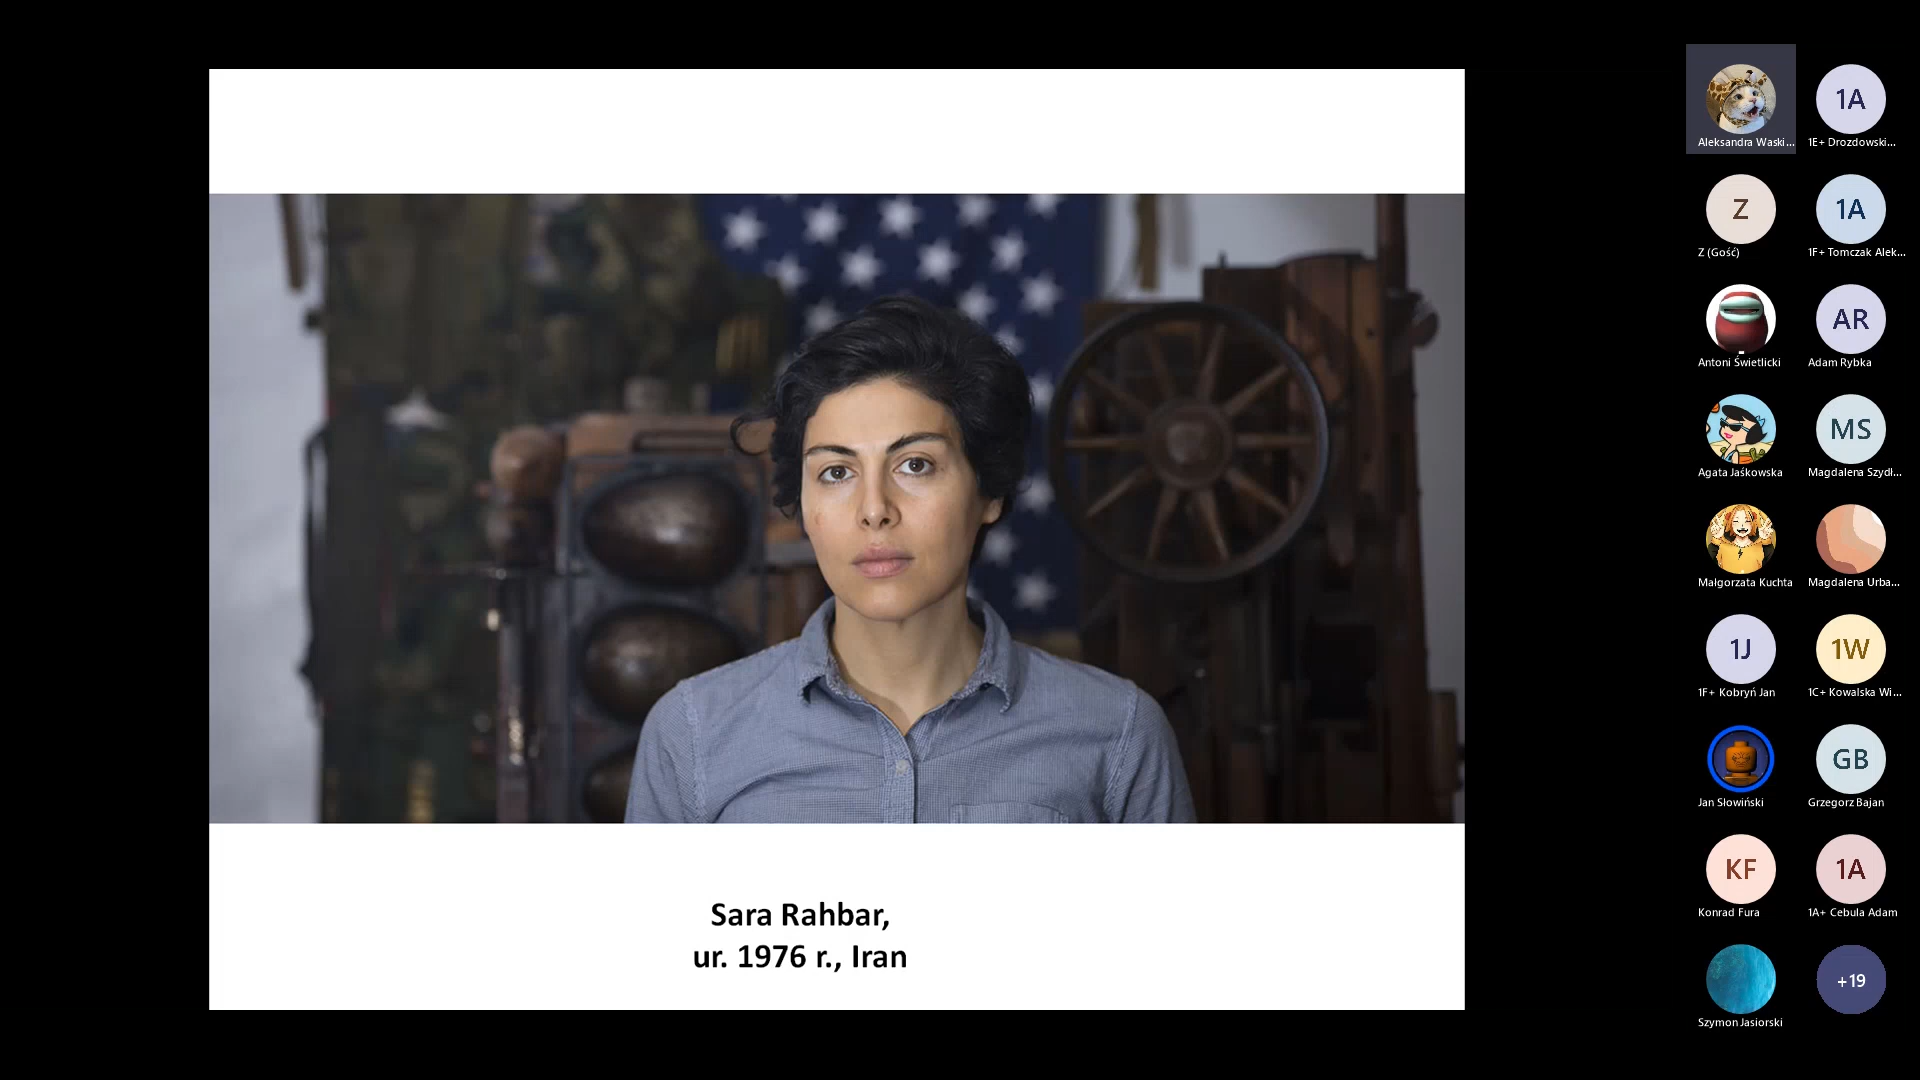 Sara Rahbar,
ur. 1976 r., Iran
Aleksandra Waski...
1A
1E+ Drozdowski...
Z
Z (Gość)
1A
1F+ Tomczak Alek...
Antoni Świetlicki
AR
Adam Rybka
Agata Jaśkowska
MS
Magdalena Szydł...
Małgorzata Kuchta
Magdalena Urba...
1J
1F+ Kobryń Jan
1W
1C+ Kowalska Wi...
Jan Słowiński
GB
Grzegorz Bajan
KF
Konrad Fura
1A
1A+ Cebula Adam
Szymon Jasiorski
+19